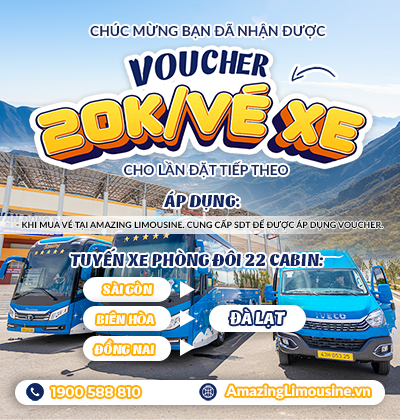 CHÚC MỪNG BẠN ĐÃ NHẬN ĐƯỢC
VOUCHER
20K/VÉ XE
CHO LẦN ĐẶT TIẾP THEO
ÁP DỤNG:
- KHI MUA VÉ TẠI AMAZING LIMOUSINE. CUNG CẤP SDT ĐỂ ĐƯỢC ÁP DỤNG VOUCHER.
TUYẾN XE PHÒNG ĐÔI 22 CABIN:
SÀI GÒN
BIÊN HÒA
ĐỒNG NAI
ĐÀ LẠT
IVECO
1900 588 810
AmazingLimousine.vn